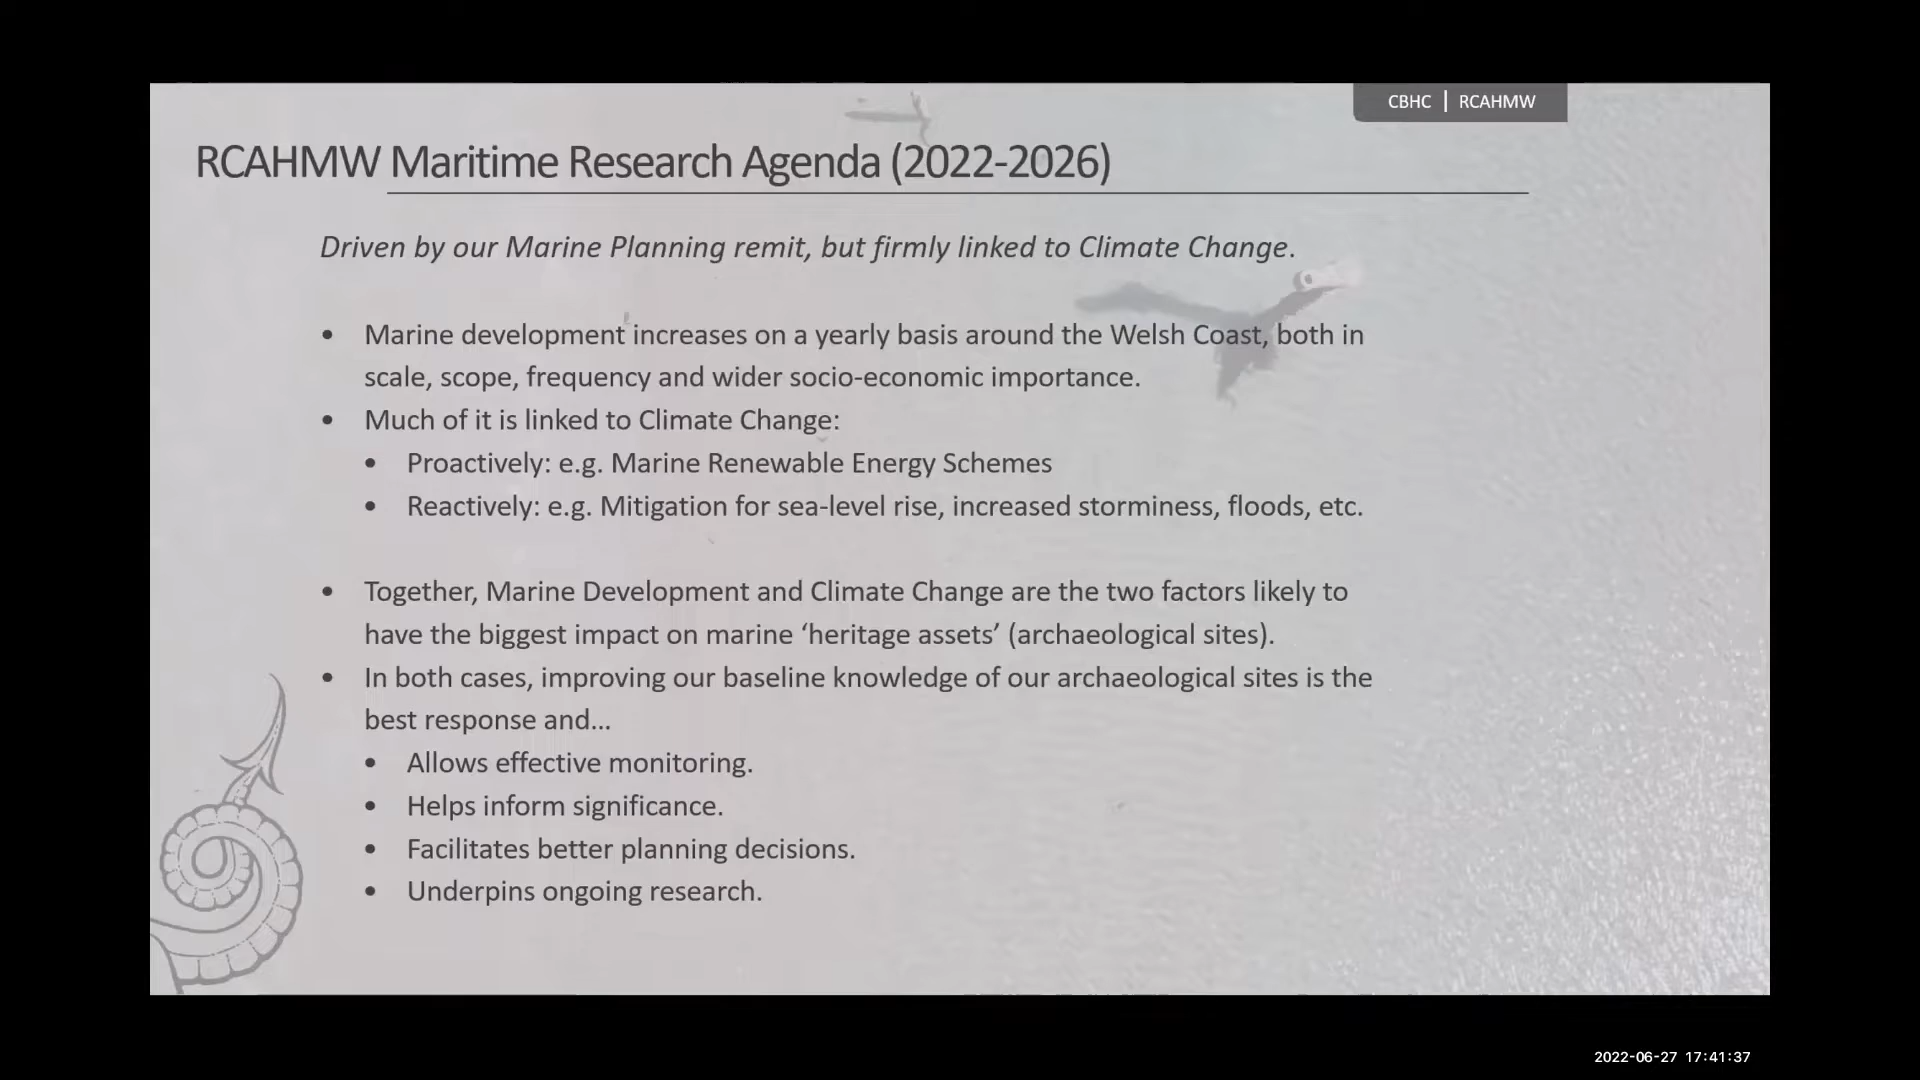 CBHC | RCAHMW
RCAHMW Maritime Research Agenda (2022-2026)
Driven by our Marine Planning remit, but firmly linked to Climate Change.
• Marine development increases on a yearly basis around the Welsh Coast, both in
scale, scope, frequency and wider socio-economic importance.
• Much of it is linked to Climate Change:
• Proactively: e.g. Marine Renewable Energy Schemes
• Reactively: e.g. Mitigation for sea-level rise, increased storminess, floods, etc.
• Together, Marine Development and Climate Change are the two factors likely to
have the biggest impact on marine ‘heritage assets’ (archaeological sites).
• In both cases, improving our baseline knowledge of our archaeological sites is the
best response and…
• Allows effective monitoring.
• Helps inform significance.
• Facilitates better planning decisions.
• Underpins ongoing research.
2022-06-27 17:41:37